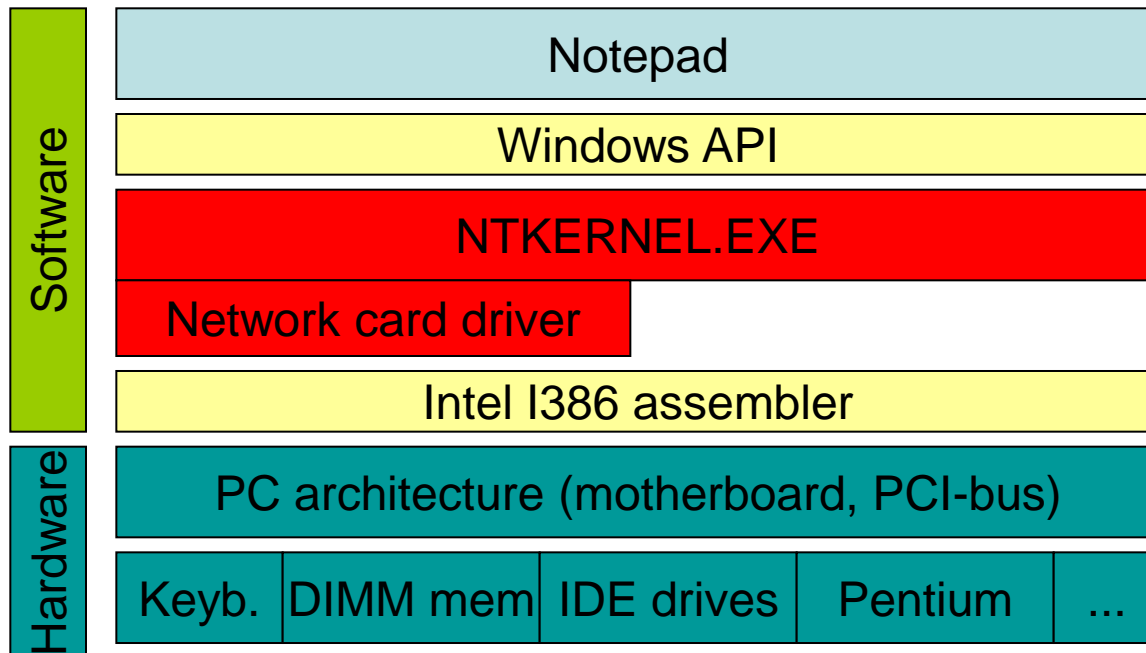 Software
Notepad
Windows API
NTKERNEL.EXE
Network card driver
Intel I386 assembler
Hardware
PC architecture (motherboard, PCI-bus)
Keyb. DIMM mem IDE drives Pentium ...